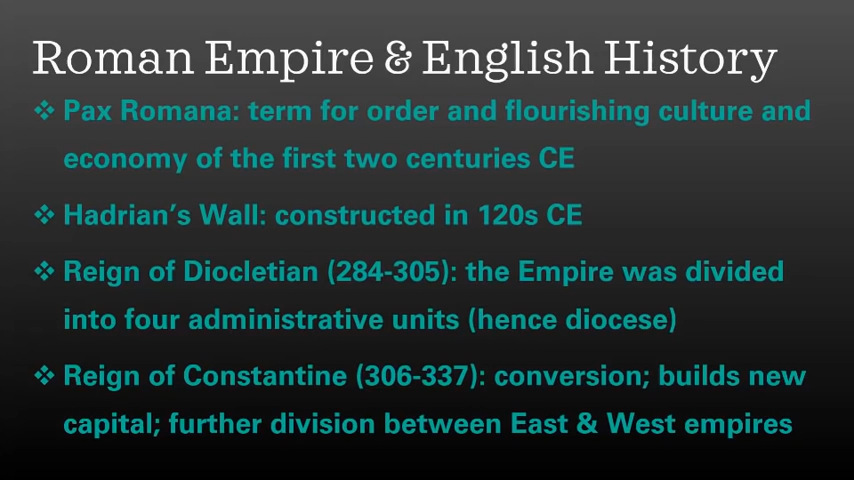 Roman Empire & English History
❖ Pax Romana: term for order and flourishing culture and
economy of the first two centuries CE
❖ Hadrian’s Wall: constructed in 120s CE
❖ Reign of Diocletian (284-305): the Empire was divided
into four administrative units (hence diocese)
❖ Reign of Constantine (306-337): conversion; builds new
capital; further division between East & West empires